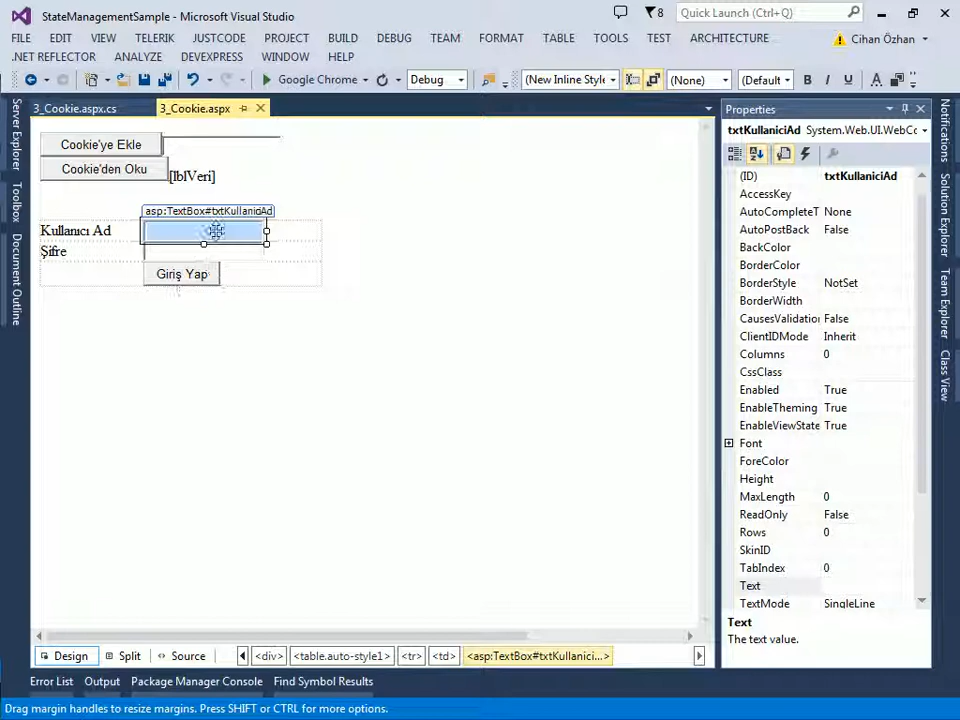 StateManagementSample - Microsoft Visual Studio
8
Quick Launch (Ctrl+Q)
FILE EDIT VIEW TELERIK JUSTCODE PROJECT BUILD DEBUG TEAM FORMAT TABLE TOOLS TEST ARCHITECTURE
Cihan Özhan
.NET REFLECTOR ANALYZE DEVEXPRESS WINDOW HELP
Google Chrome
Debug
(New Inline Style
(None)
(Default
B I U A
3_Cookie.aspx.cs
3_Cookie.aspx
Server Explorer
Toolbox
Document Outline
Cookie'ye Ekle
Cookie'den Oku
[lblVeri]
asp:TextBox#txtKullaniciAd
Kullanıcı Ad
Şifre
Giriş Yap
Properties
txtKullaniciAd System.Web.UI.WebCo
(ID) txtKullaniciAd
AccessKey
AutoCompleteT None
AutoPostBack False
BackColor
BorderColor
BorderStyle NotSet
BorderWidth
CausesValidation False
ClientIDMode Inherit
Columns 0
CssClass
Enabled True
EnableTheming True
EnableViewState True
Font
ForeColor
Height
MaxLength 0
ReadOnly False
Rows 0
SkinID
TabIndex 0
Text
TextMode SingleLine
Text
The text value.
Notifications
Solution Explorer
Team Explorer
Class View
Design Split Source
<div> <table.auto-style1> <tr> <td> <asp:TextBox#txtKullanici...>
Error List Output Package Manager Console Find Symbol Results
Drag margin handles to resize margins. Press SHIFT or CTRL for more options.